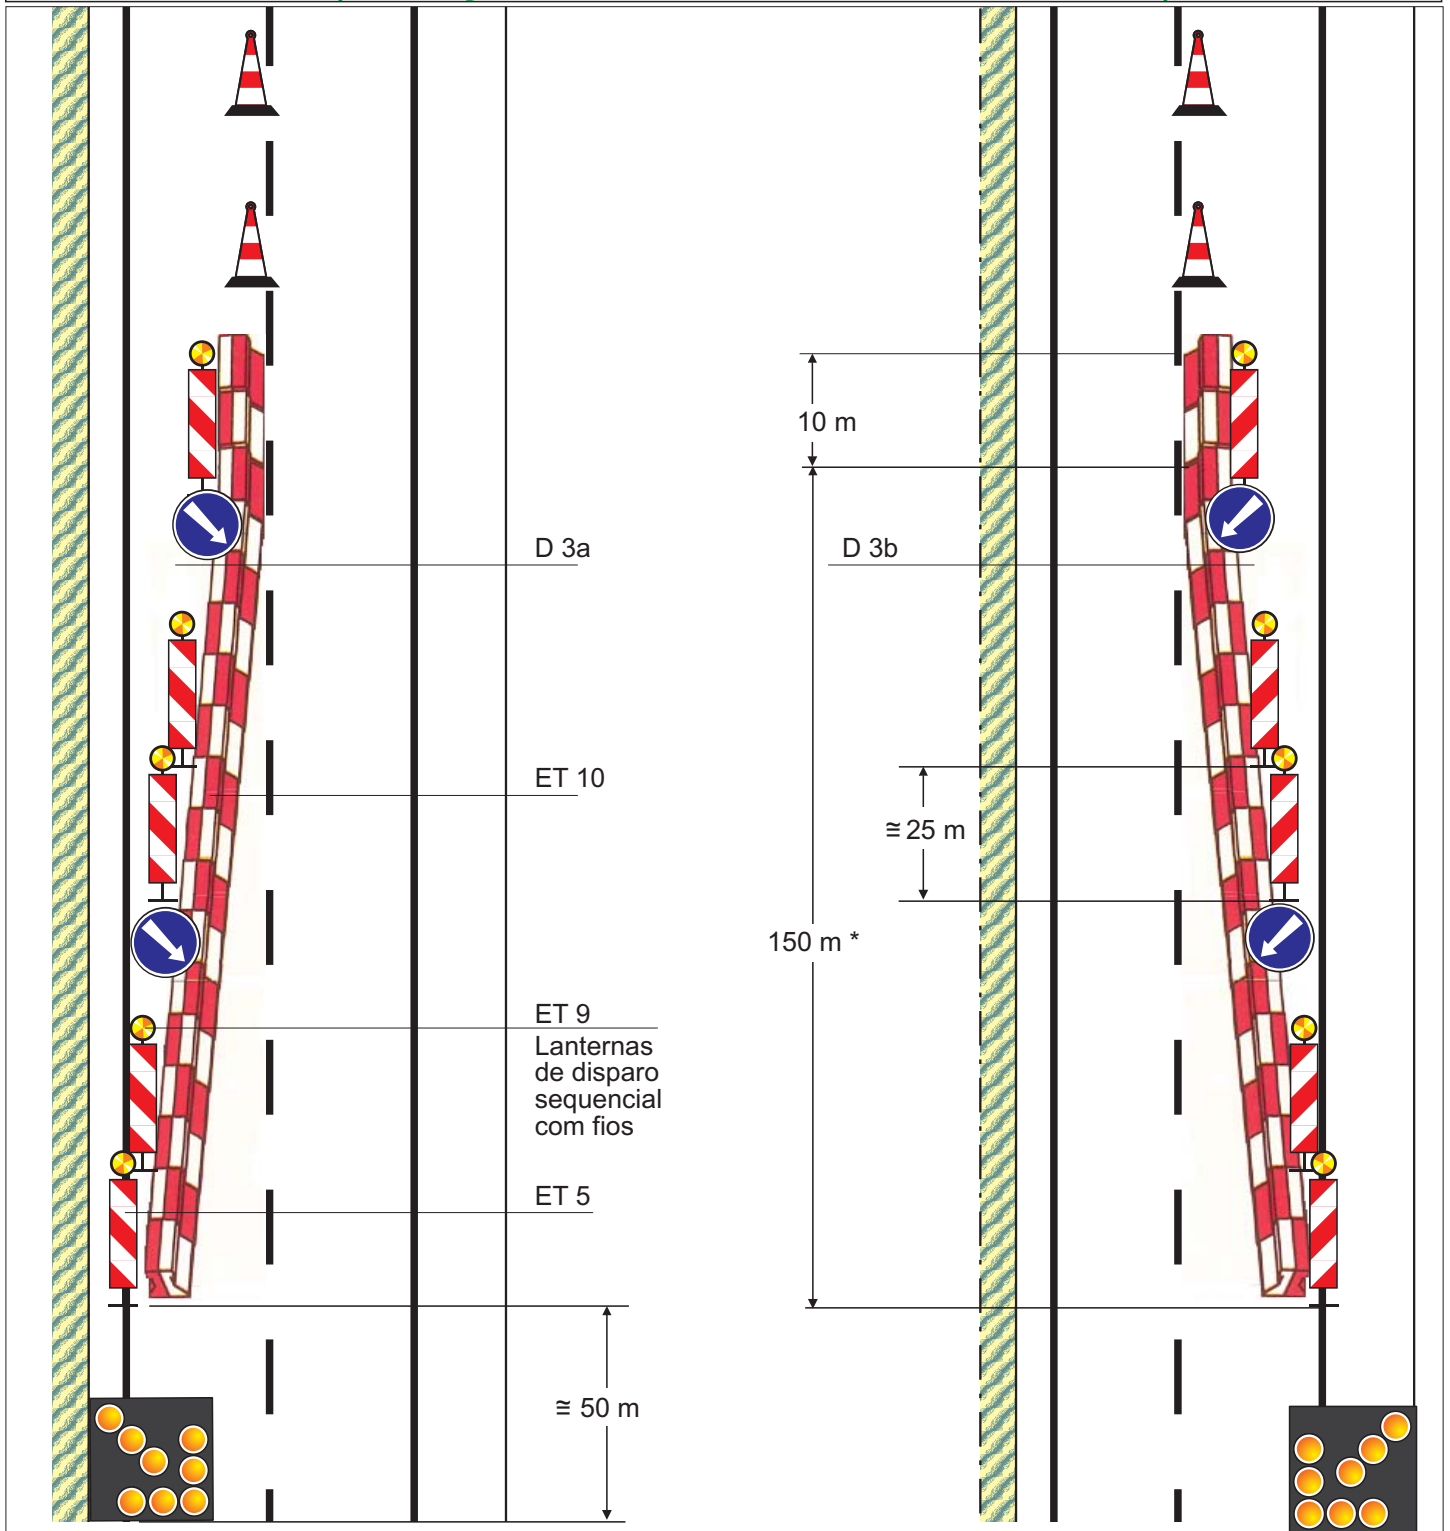 10 m
D 3a
D 3b
ET 10
≅ 25 m
150 m *
ET 9
Lanternas
de disparo
sequencial
com fios
ET 5
≅ 50 m